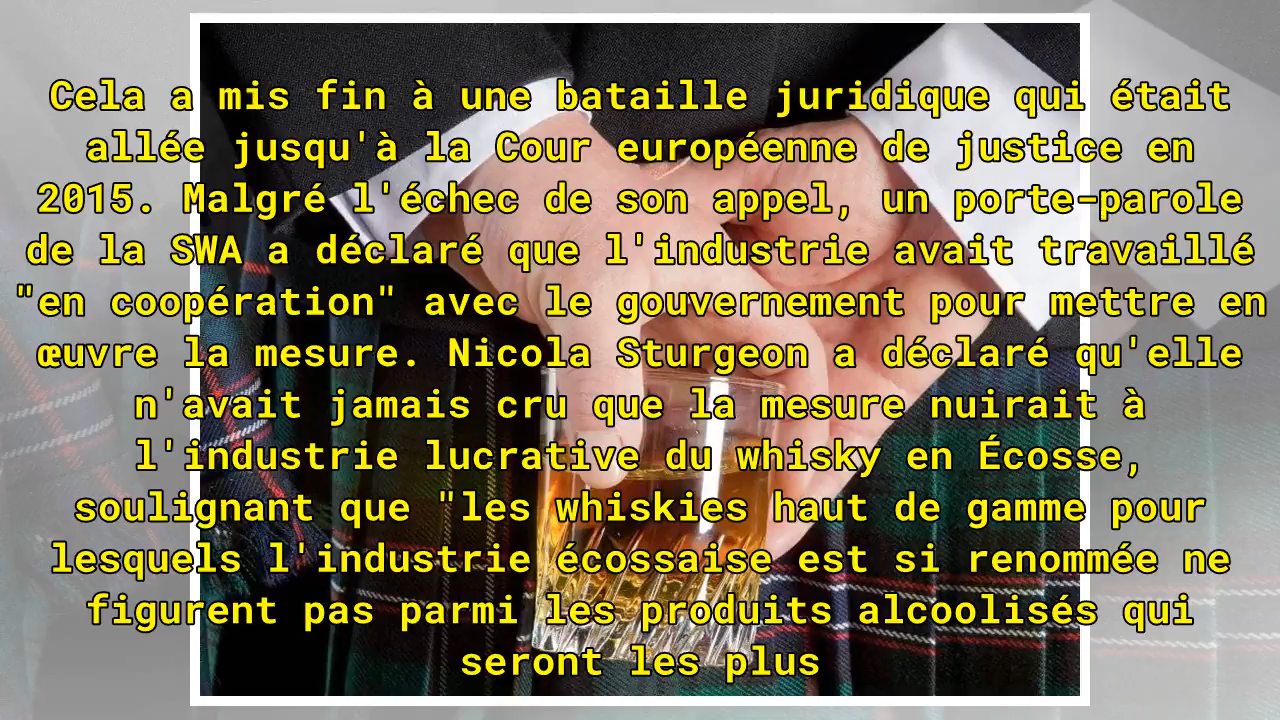 Cela a mis fin à une bataille juridique qui était
allée jusqu'à la Cour européenne de justice en
2015. Malgré l'échec de son appel, un porte-parole
de la SWA a déclaré que l'industrie avait travaillé
"en coopération" avec le gouvernement pour mettre en
œuvre la mesure. Nicola Sturgeon a déclaré qu'elle
n'avait jamais cru que la mesure nuirait à
l'industrie lucrative du whisky en Écosse,
soulignant que "les whiskies haut de gamme pour
lesquels l'industrie écossaise est si renommée ne
figurent pas parmi les produits alcoolisés qui
seront les plus